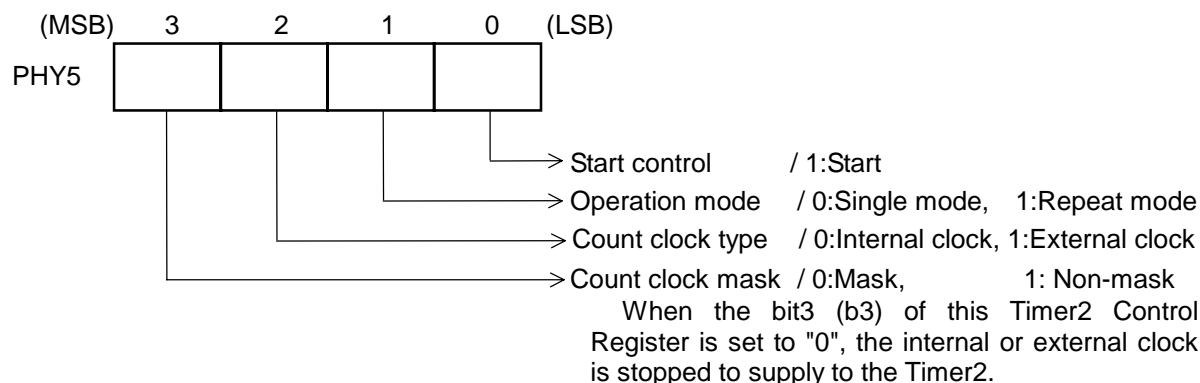 (MSB) 3 2 1 0 (LSB)
PHY5
Start control / 1:Start
Operation mode / 0:Single mode, 1:Repeat mode
Count clock type / 0:Internal clock, 1:External clock
Count clock mask / 0:Mask, 1: Non-mask
When the bit3 (b3) of this Timer2 Control
Register is set to "0", the internal or external clock
is stopped to supply to the Timer2.